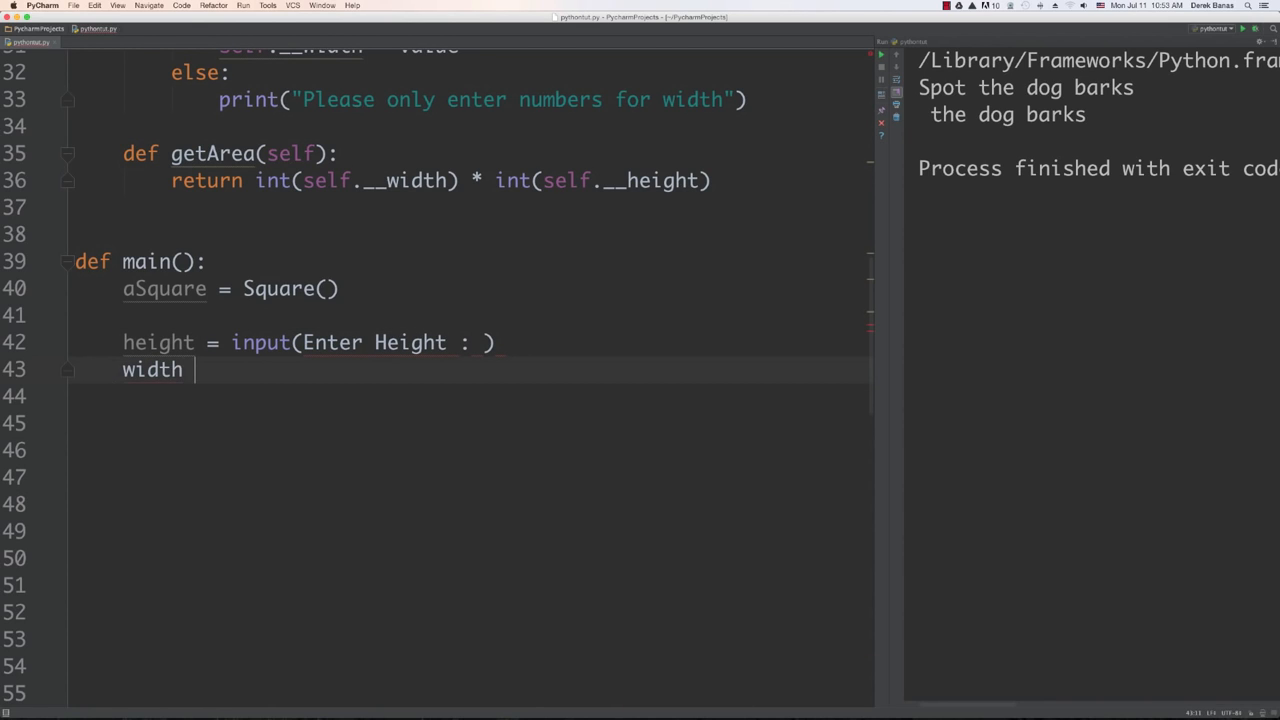 PyCharm File Edit View Navigate Code Refactor Run Tools VCS Window Help
10 Mon Jul 11 10:53 AM Derek Banas
pythontut.py - PycharmProjects - [~/PycharmProjects]
PycharmProjects pythontut.py
pythontut
pythontut.py
Run pythontut
31 self.__width value
32 else:
33 print("Please only enter numbers for width")
34
35 def getArea(self):
36 return int(self.__width) * int(self.__height)
37
38
39 def main():
40 aSquare = Square()
41
42 height = input(Enter Height : )
43 width
44
45
46
47
48
49
50
51
52
53
54
55
/Library/Frameworks/Python.fra
Spot the dog barks
the dog barks
Process finished with exit cod
43:11 LF÷ UTF-8÷